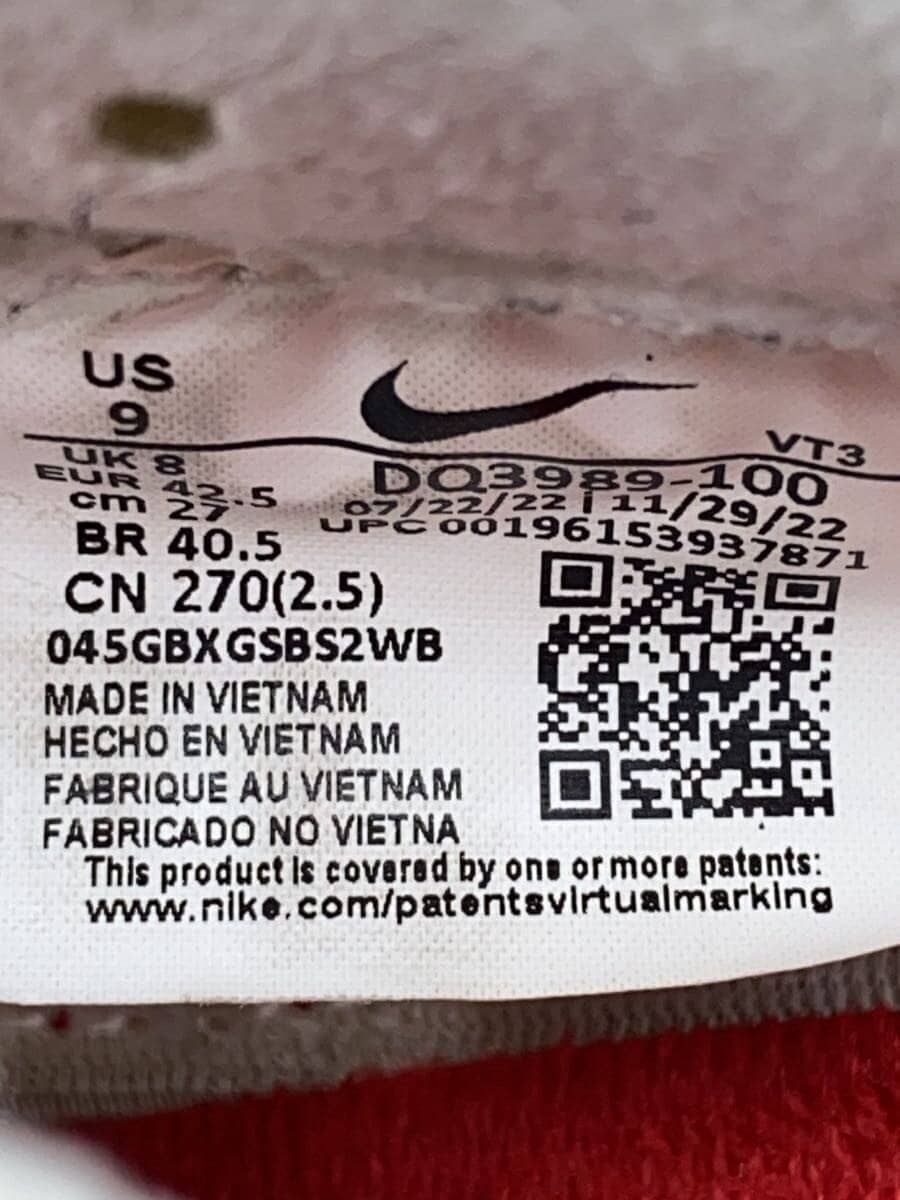 US
9
VT3
UK 8
EUR 42.5
cm 27
DQ3989-100
07/22/22 | 11/29/22
UPC 00196153937871
BR 40.5
CN 270(2.5)
045GBXGSBS2WB
MADE IN VIETNAM
HECHO EN VIETNAM
FABRIQUE AU VIETNAM
FABRICADO NO VIETNA
This product is covered by one or more patents:
www.nike.com/patentsvirtualmarking